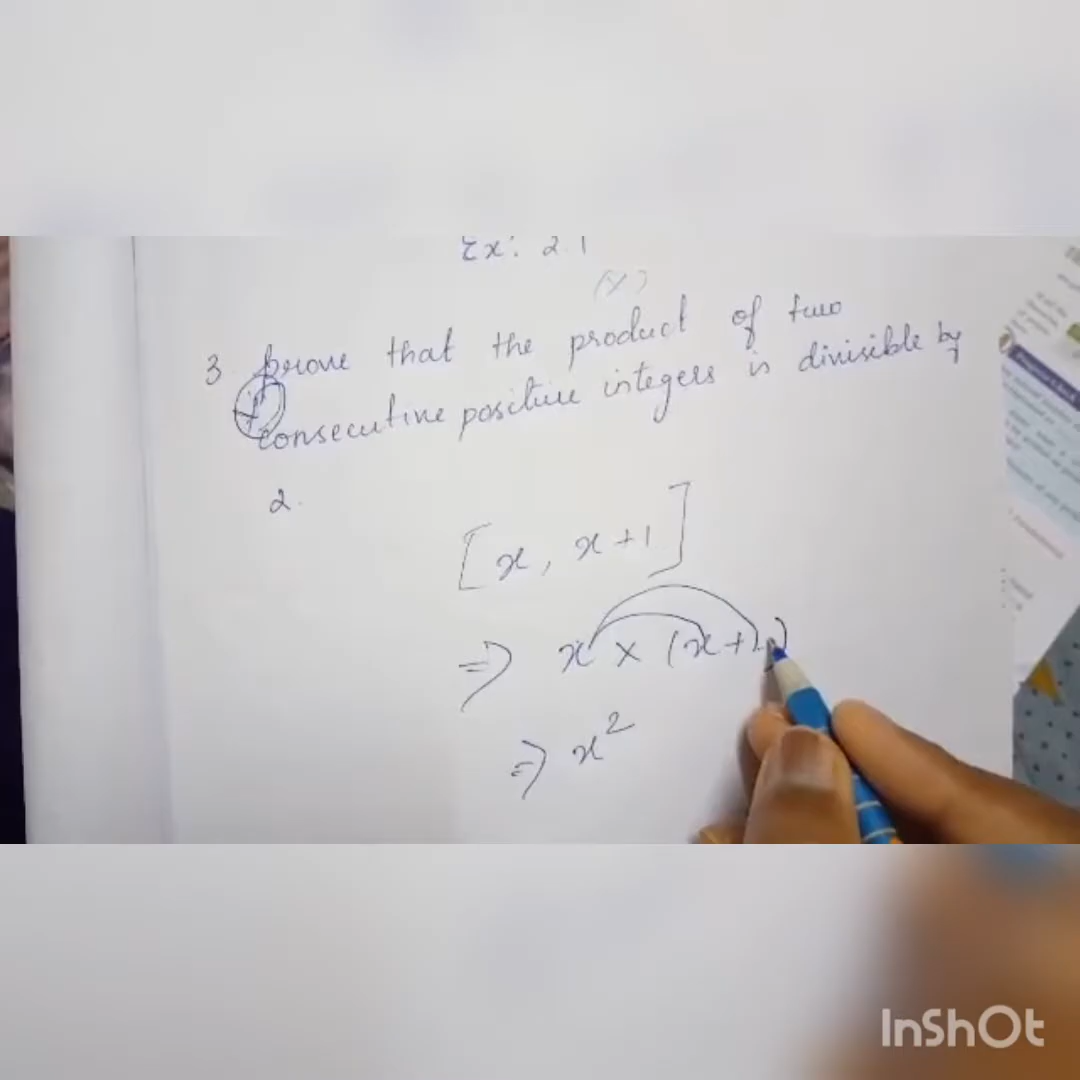 Ex: 2.1
(X)
3. prove that the product of two
consecutive positive integers is divisible by
2.
[x, x+1]
⇒ x × (x+1)
⇒ x²
InShOt